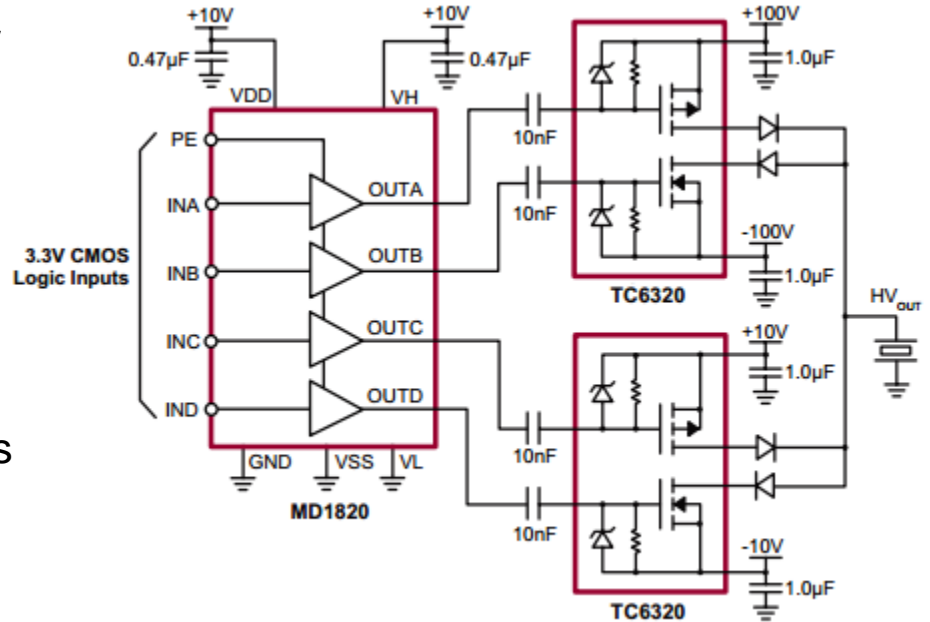 +10V
+10V
+100V
0.47µF
0.47µF
1.0µF
VDD
VH
PE
10nF
OUTA
INA
10nF
3.3V CMOS
Logic Inputs
OUTB
INB
-100V
1.0µF
TC6320
HVOUT
OUTC
INC
+10V
1.0µF
OUTD
IND
s
10nF
GND
VSS
VL
MD1820
10nF
-10V
1.0µF
TC6320